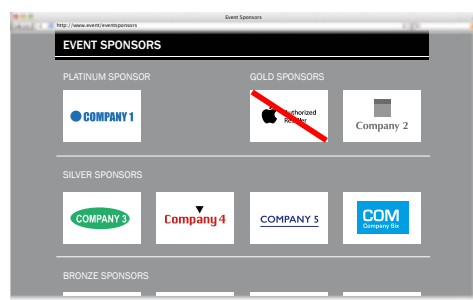 Event Sponsors
http://www.event/eventsponsors
EVENT SPONSORS
PLATINUM SPONSOR
GOLD SPONSORS
COMPANY 1
Authorized
Reseller
Company 2
SILVER SPONSORS
COMPANY 3
Company 4
COMPANY 5
COM
Company Six
BRONZE SPONSORS